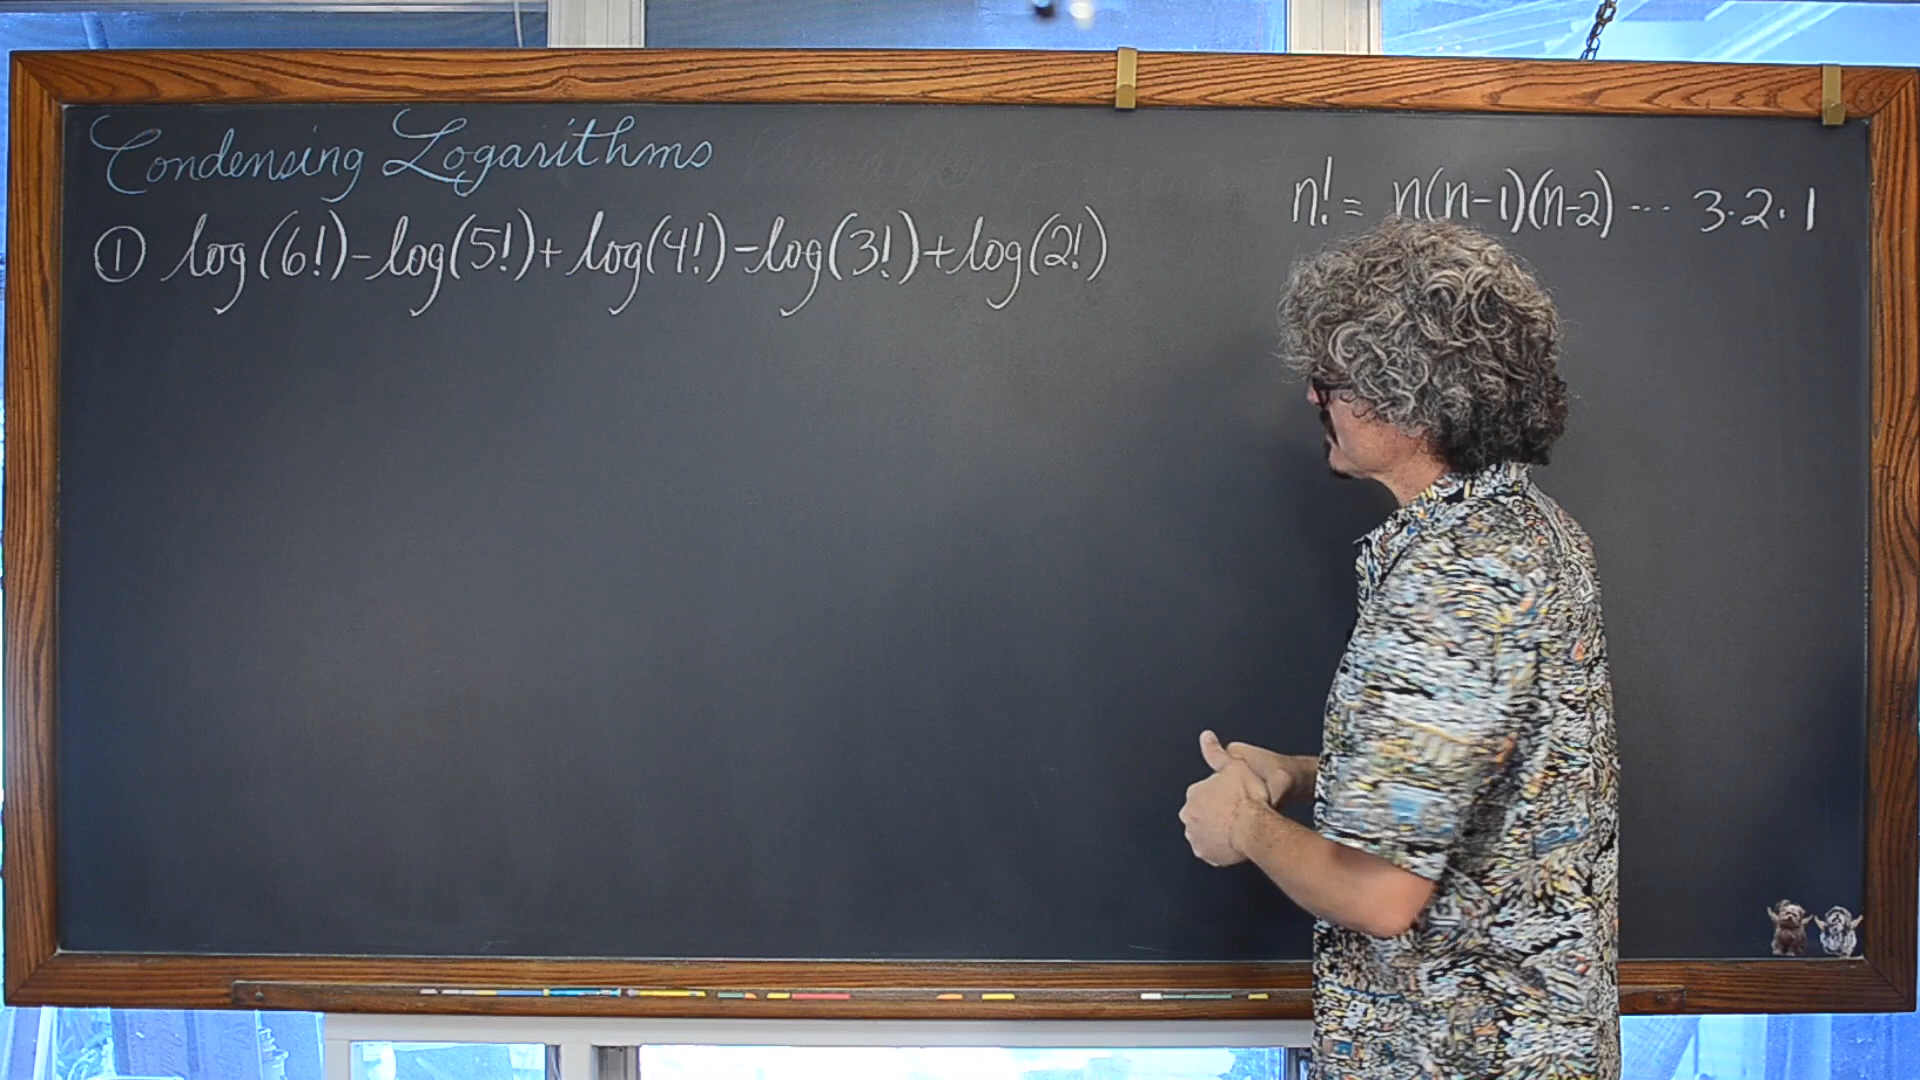 Condensing Logarithms
n! = n(n-1)(n-2) ... 3·2·1
① log(6!)-log(5!)+log(4!)-log(3!)+log(2!)